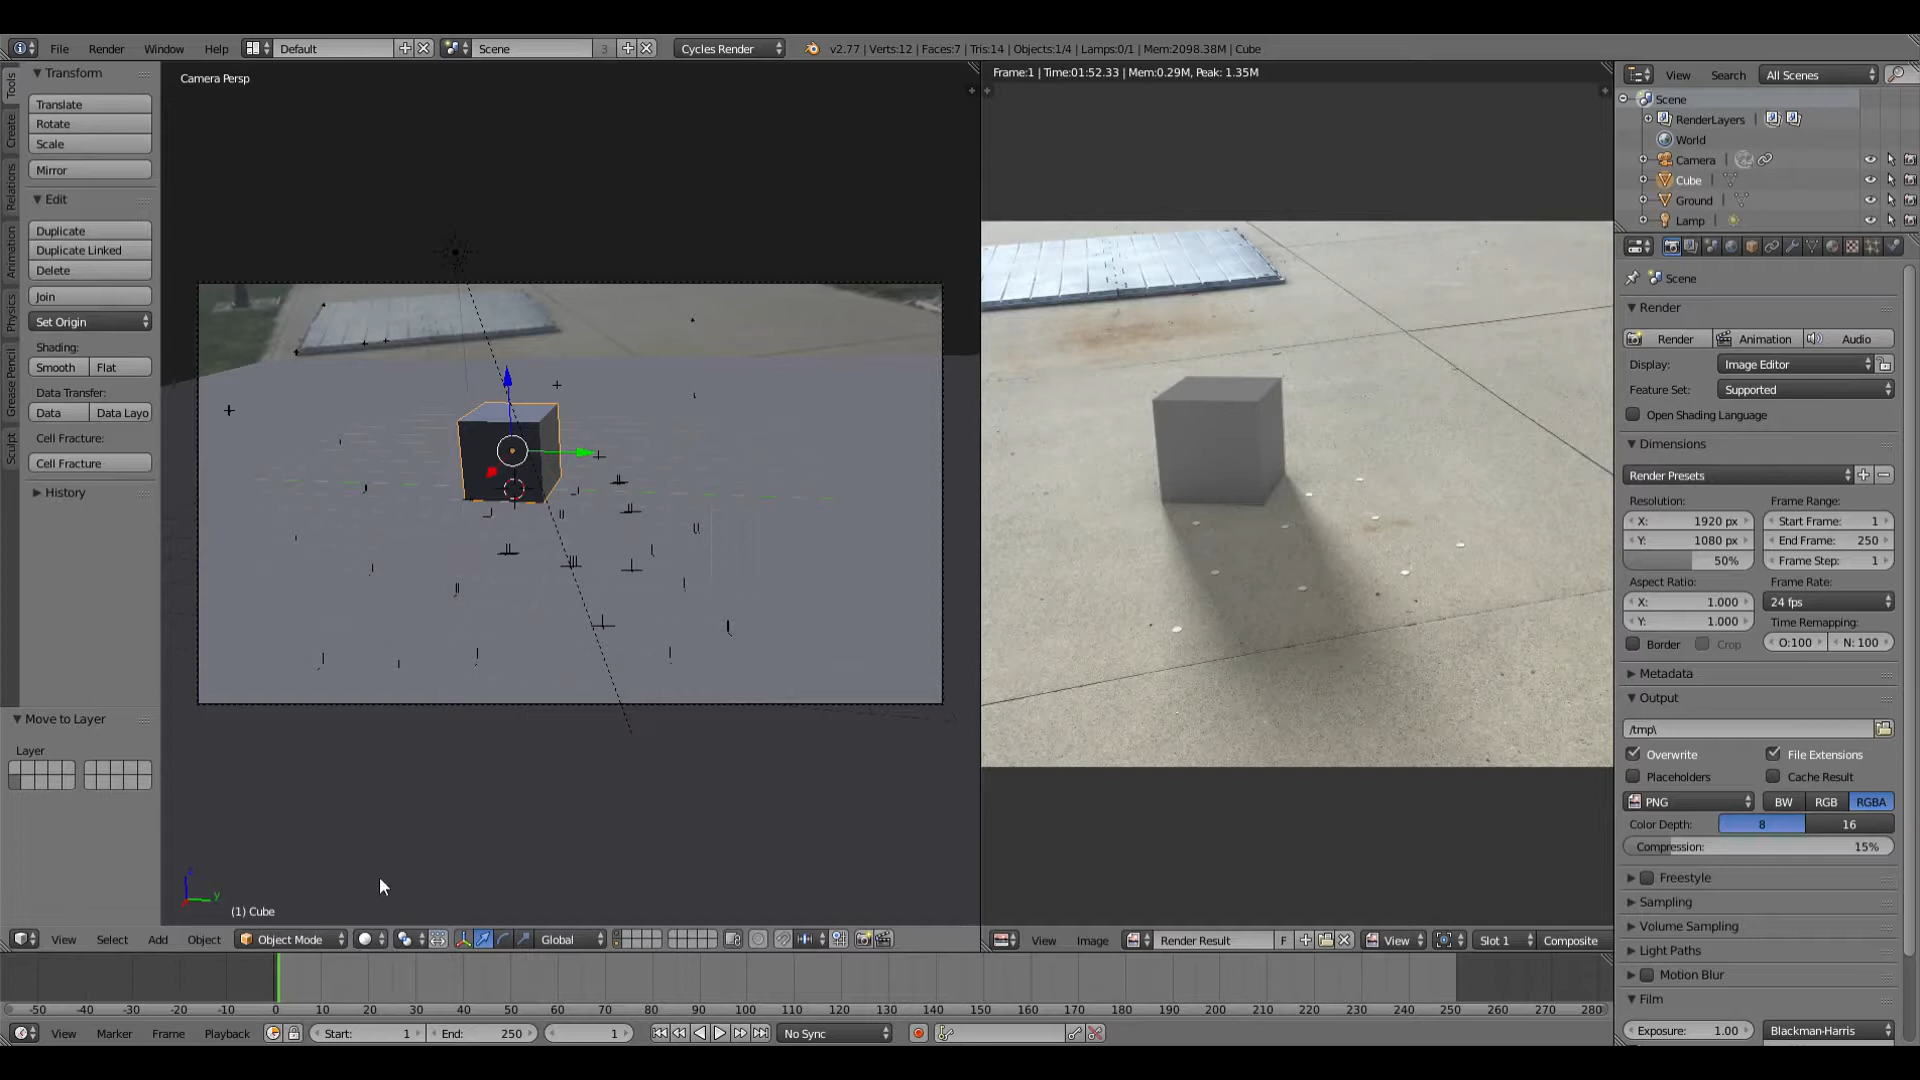 File Render Window Help Default Scene 3 Cycles Render v2.77 | Verts:12 | Faces:7 | Tris:14 | Objects:1/4 | Lamps:0/1 | Mem:2098.38M | Cube
Tools
Create
Relations
Animation
Physics
Grease Pencil
Sculpt
Transform
Translate
Rotate
Scale
Mirror
Edit
Duplicate
Duplicate Linked
Delete
Join
Set Origin
Shading:
Smooth Flat
Data Transfer:
Data Data Layo
Cell Fracture:
Cell Fracture
History
Move to Layer
Layer
Camera Persp
y
(1) Cube
View Select Add Object Object Mode Global
Frame:1 | Time:01:52.33 | Mem:0.29M, Peak: 1.35M
View Image Render Result F View Slot 1 Composite
View Search All Scenes
Scene
RenderLayers |
World
Camera |
Cube |
Ground |
Lamp |
Scene
Render
Render Animation Audio
Display: Image Editor
Feature Set: Supported
Open Shading Language
Dimensions
Render Presets
Resolution: Frame Range:
X: 1920 px Start Frame: 1
Y: 1080 px End Frame: 250
50% Frame Step: 1
Aspect Ratio: Frame Rate:
X: 1.000 24 fps
Y: 1.000 Time Remapping:
Border Crop O:100 N: 100
Metadata
Output
/tmp\
Overwrite File Extensions
Placeholders Cache Result
PNG BW RGB RGBA
Color Depth: 8 16
Compression: 15%
Freestyle
Sampling
Volume Sampling
Light Paths
Motion Blur
Film
Exposure: 1.00 Blackman-Harris
-50 -40 -30 -20 -10 0 10 20 30 40 50 60 70 80 90 100 110 120 130 140 150 160 170 180 190 200 210 220 230 240 250 260 270 280
View Marker Frame Playback Start: 1 End: 250 1 No Sync